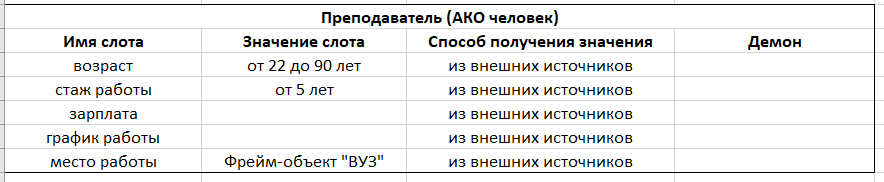 Преподаватель (АКО человек)
Имя слота Значение слота Способ получения значения Демон
возраст от 22 до 90 лет из внешних источников
стаж работы от 5 лет из внешних источников
зарплата из внешних источников
график работы из внешних источников
место работы Фрейм-объект "ВУЗ" из внешних источников